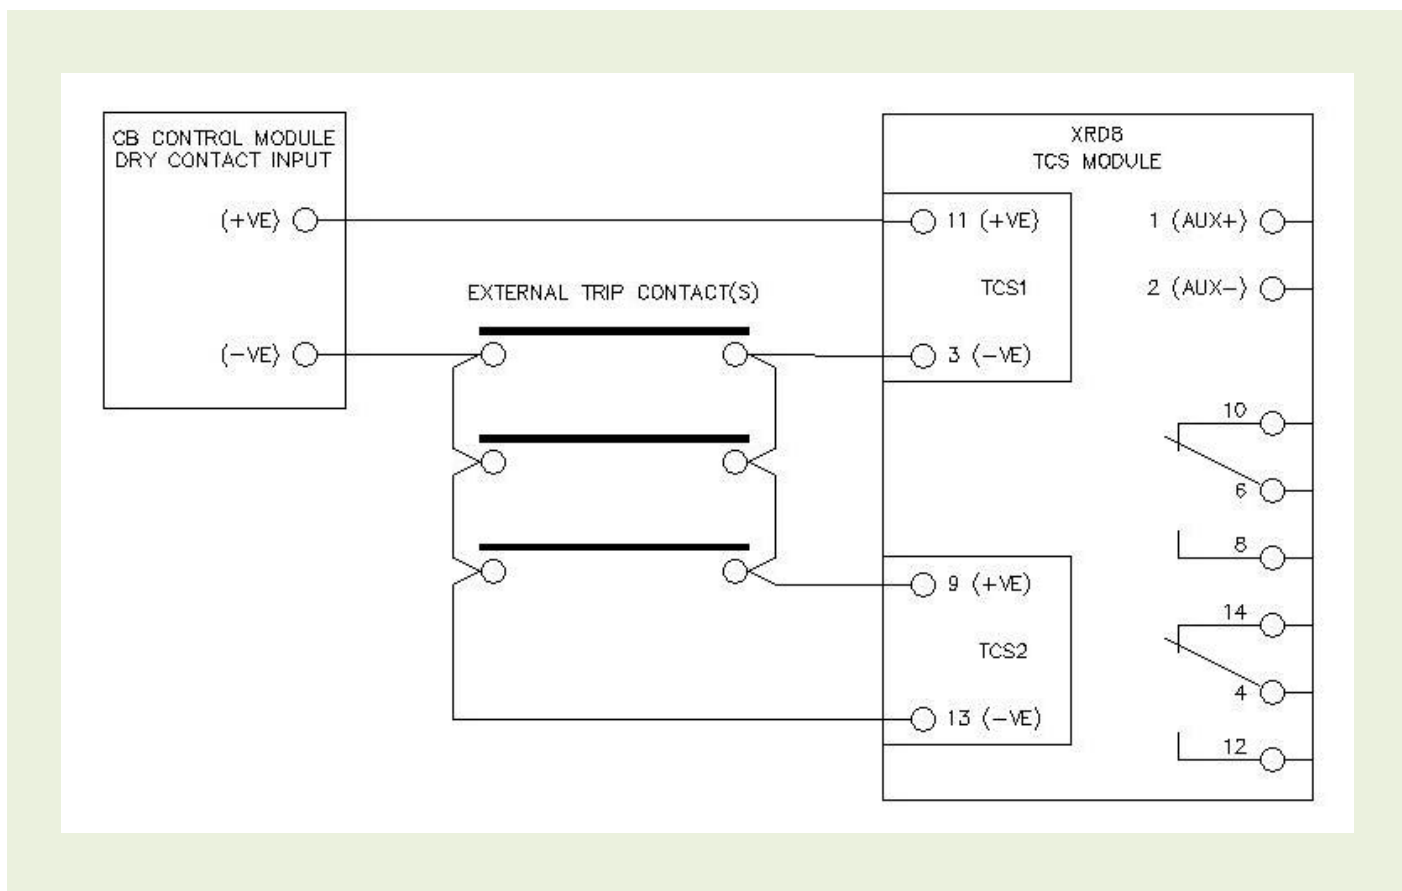 CB CONTROL MODULE
DRY CONTACT INPUT
(+VE)
(-VE)
EXTERNAL TRIP CONTACT(S)
XRD8
TCS MODULE
11 (+VE)
TCS1
3 (-VE)
1 (AUX+)
2 (AUX-)
10
6
8
9 (+VE)
TCS2
13 (-VE)
14
4
12